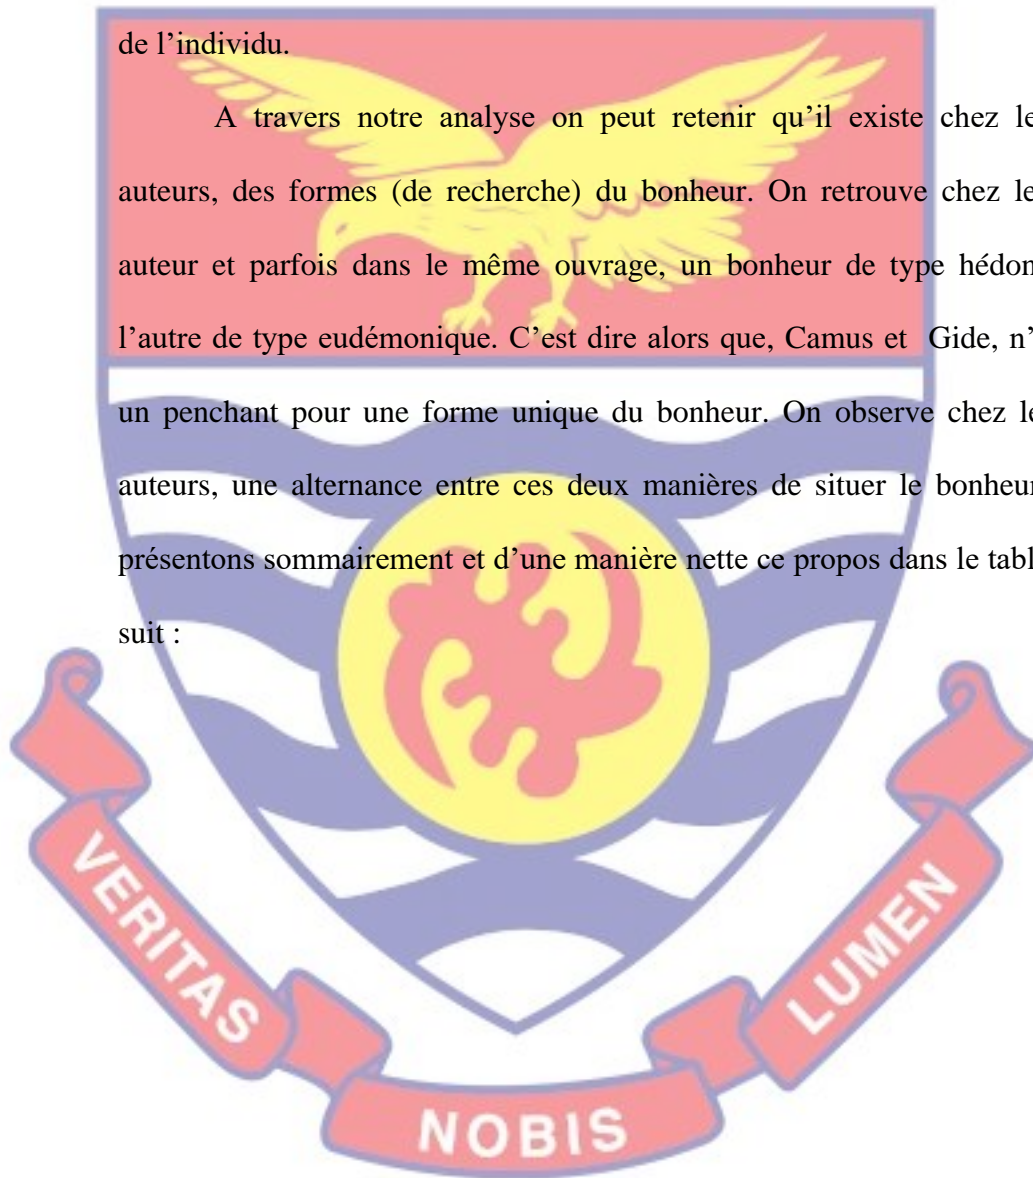 de l’individu.
A travers notre analyse on peut retenir qu’il existe chez le
auteurs, des formes (de recherche) du bonheur. On retrouve chez le
auteur et parfois dans le même ouvrage, un bonheur de type hédon
l’autre de type eudémonique. C’est dire alors que, Camus et Gide, n’
un penchant pour une forme unique du bonheur. On observe chez le
auteurs, une alternance entre ces deux manières de situer le bonheur
présentons sommairement et d’une manière nette ce propos dans le tabl
suit :
VERITAS
NOBIS
LUMEN